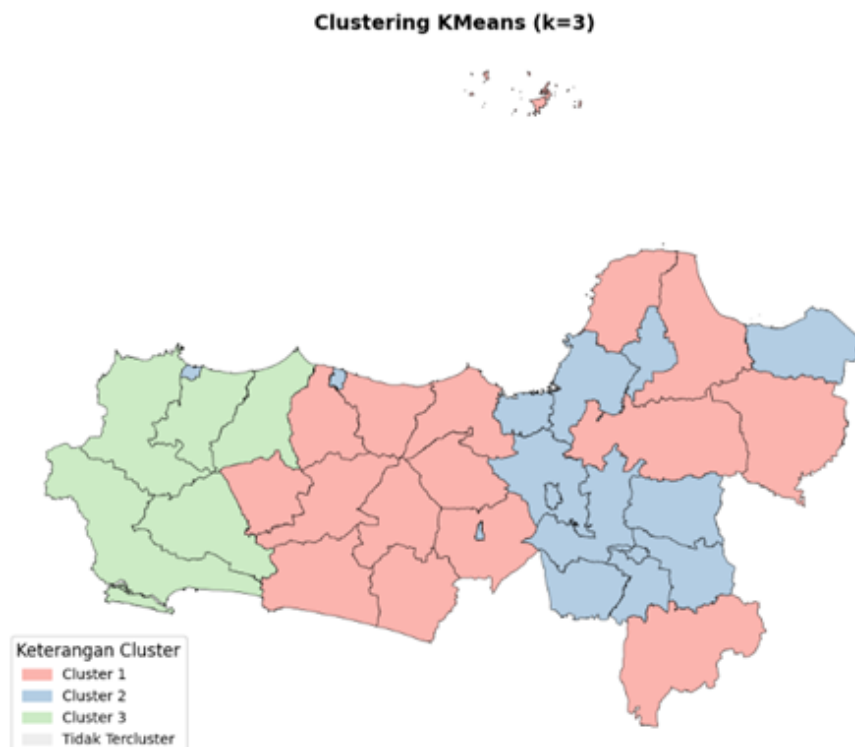 Clustering KMeans (k=3)
Keterangan Cluster
Cluster 1
Cluster 2
Cluster 3
Tidak Tercluster